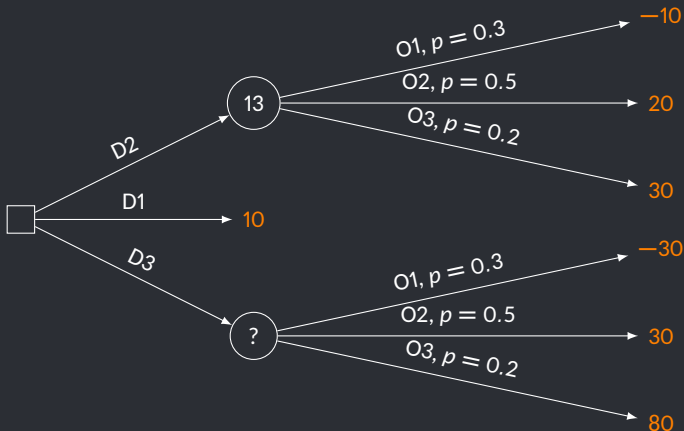 −10
O1, p = 0.3
O2, p = 0.5
13
20
O3, p = 0.2
D2
30
D1
10
−30
D3
O1, p = 0.3
O2, p = 0.5
?
30
O3, p = 0.2
80